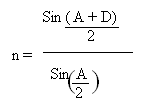 Sin (A + D)
2
n =
Sin(A
2)